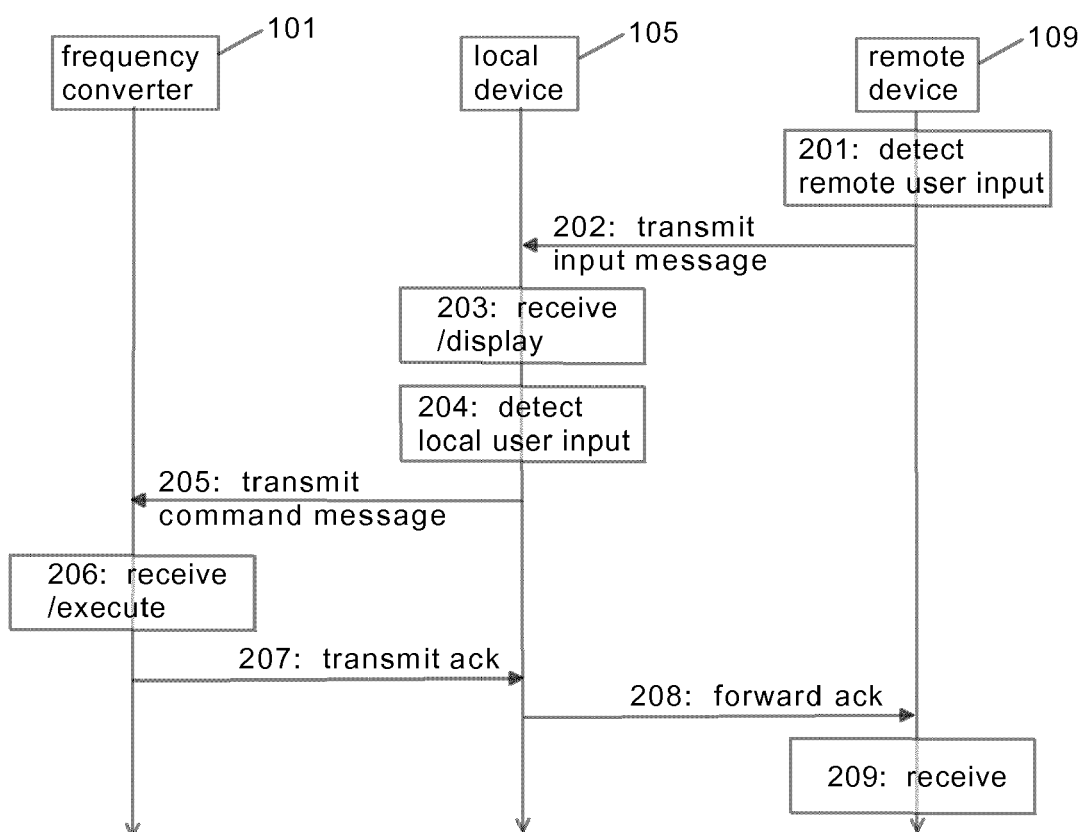 101
105
109
frequency
converter
local
device
remote
device
201: detect
remote user input
202: transmit
input message
203: receive
/display
204: detect
local user input
205: transmit
command message
206: receive
/execute
207: transmit ack
208: forward ack
209: receive